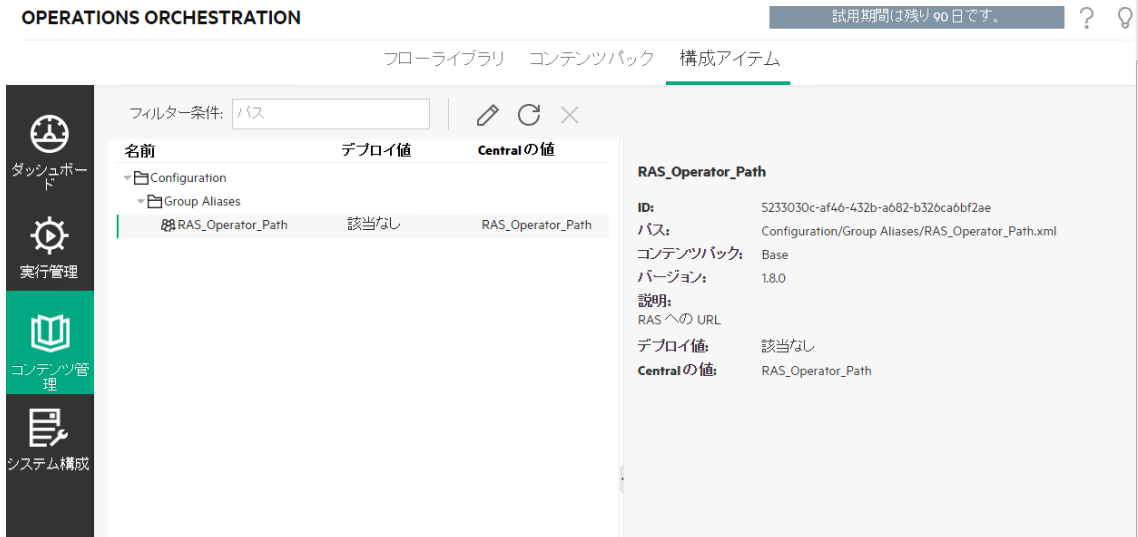 OPERATIONS ORCHESTRATION
試用期間は残り 90 日です。
フローライブラリ コンテンツパック 構成アイテム
フィルター条件: パス
ダッシュボー
ド
実行管理
コンテンツ管
理
システム構成
名前 デプロイ値 Centralの値
Configuration
Group Aliases
RAS_Operator_Path 該当なし RAS_Operator_Path
RAS_Operator_Path
ID: 5233030c-af46-432b-a682-b326ca6bf2ae
パス: Configuration/Group Aliases/RAS_Operator_Path.xml
コンテンツパック: Base
バージョン: 1.8.0
説明:
RAS への URL
デプロイ値: 該当なし
Centralの値: RAS_Operator_Path